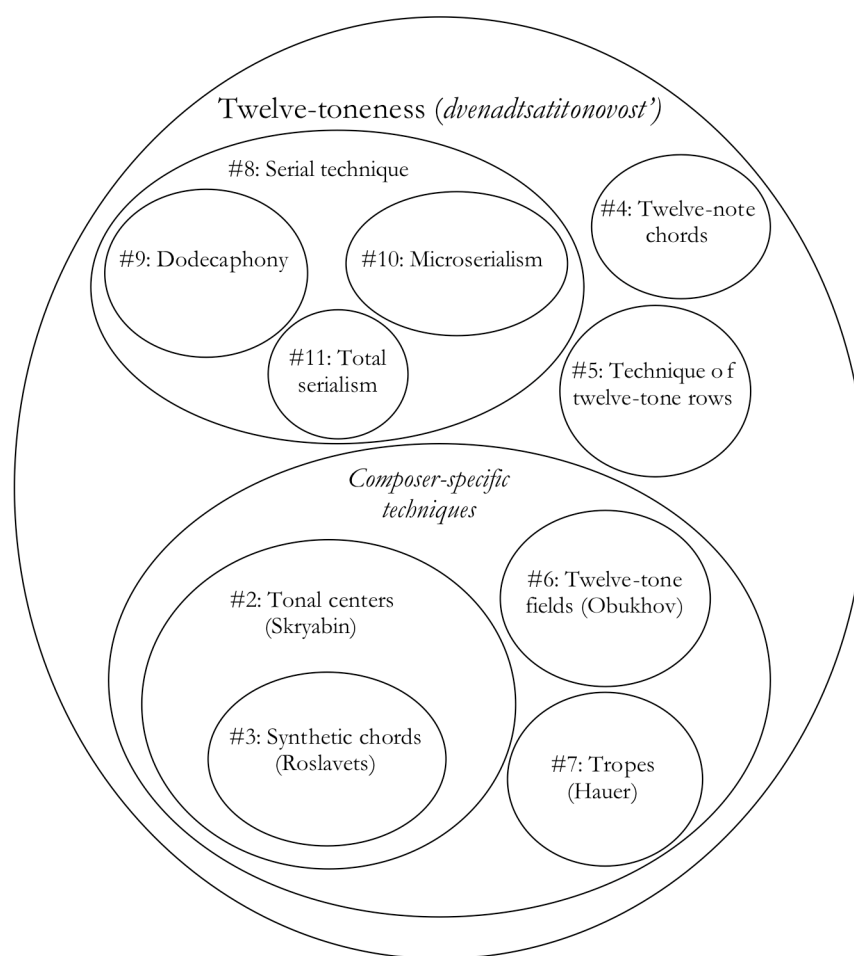 Twelve-toneness (dvenadtsatitonovost’)
#8: Serial technique
#4: Twelve-note
chords
#9: Dodecaphony
#10: Microserialism
#11: Total
serialism
#5: Technique of
twelve-tone rows
Composer-specific
techniques
#2: Tonal centers
(Skryabin)
#6: Twelve-tone
fields (Obukhov)
#3: Synthetic chords
(Roslavets)
#7: Tropes
(Hauer)